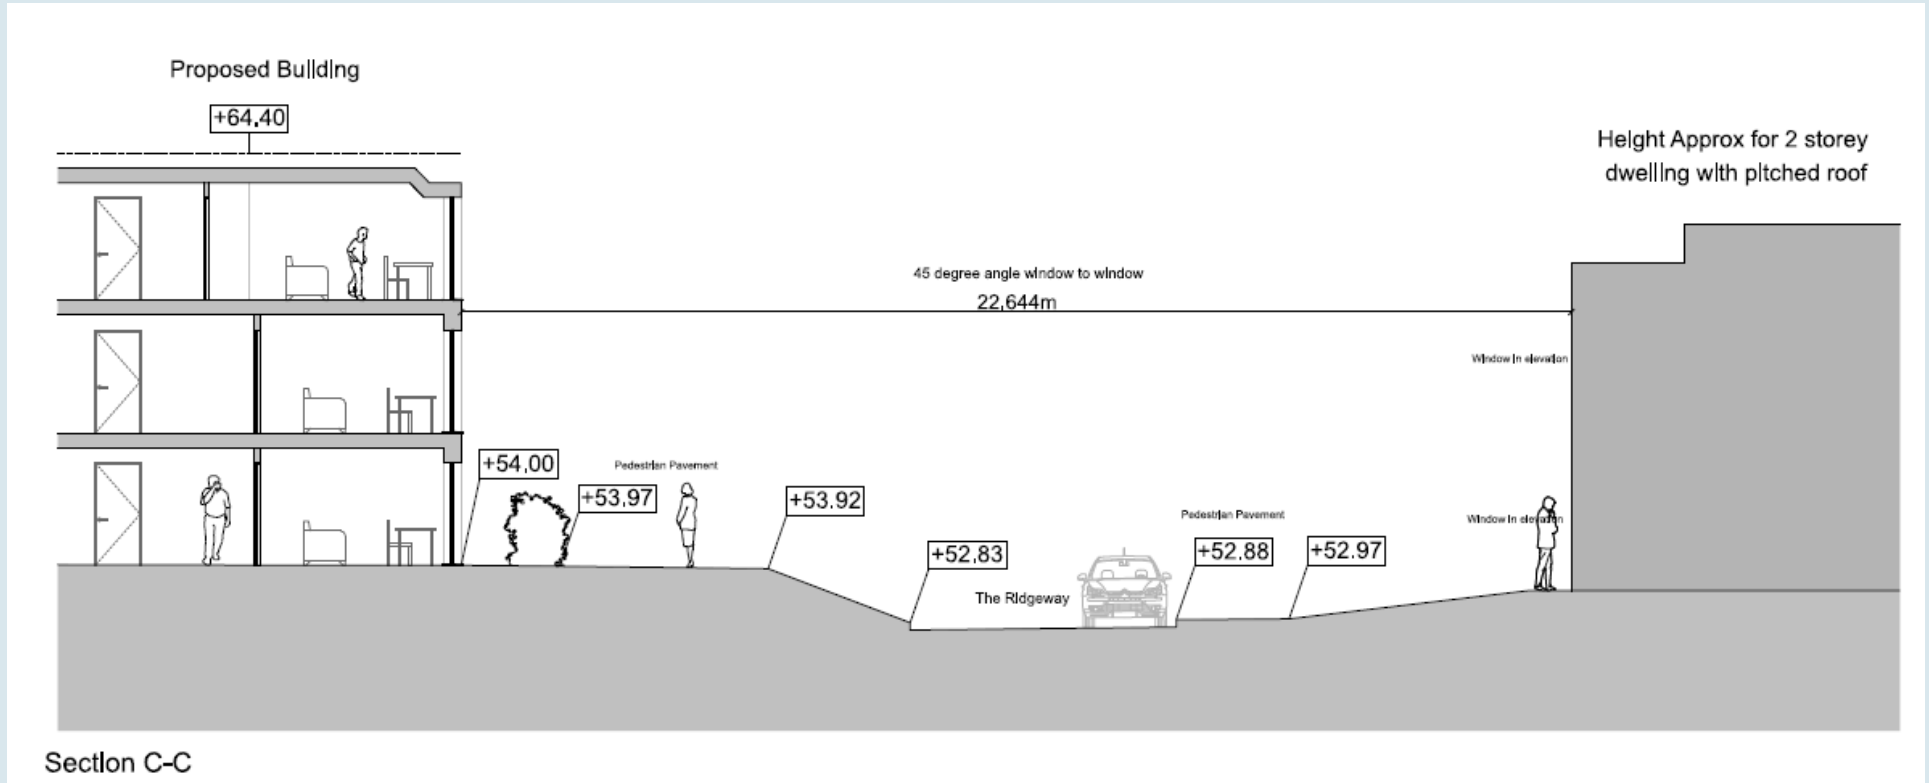 Proposed Building
+64.40
Height Approx for 2 storey
dwelling with pitched roof
45 degree angle window to window
22,644m
Window in elevation
+54,00
Pedestrian Pavement
+53,97
+53.92
Window in elevation
Pedestrian Pavement
+52,83
+52.88
+52.97
The Ridgeway
Section C-C